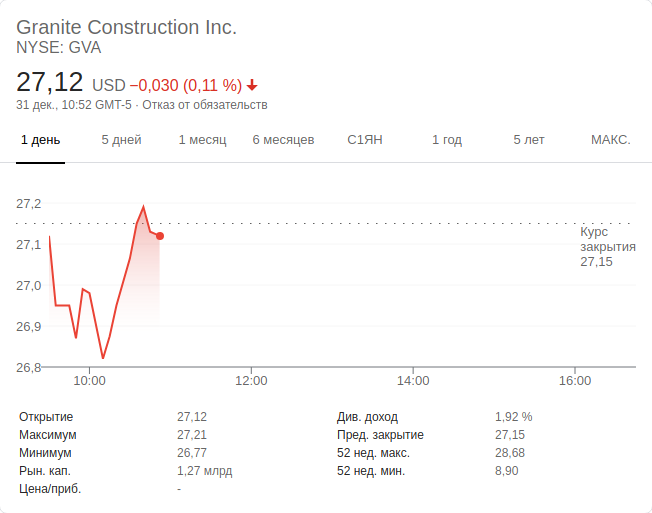 Granite Construction Inc.
NYSE: GVA
27,12 USD −0,030 (0,11 %)
31 дек., 10:52 GMT-5 · Отказ от обязательств
1 день 5 дней 1 месяц 6 месяцев С1ЯН 1 год 5 лет МАКС.
27,2
27,1
27,0
26,9
26,8
Курс
закрытия
27,15
10:00 12:00 14:00 16:00
Открытие 27,12 Див. доход 1,92 %
Максимум 27,21 Пред. закрытие 27,15
Минимум 26,77 52 нед. макс. 28,68
Рын. кап. 1,27 млрд 52 нед. мин. 8,90
Цена/приб. -